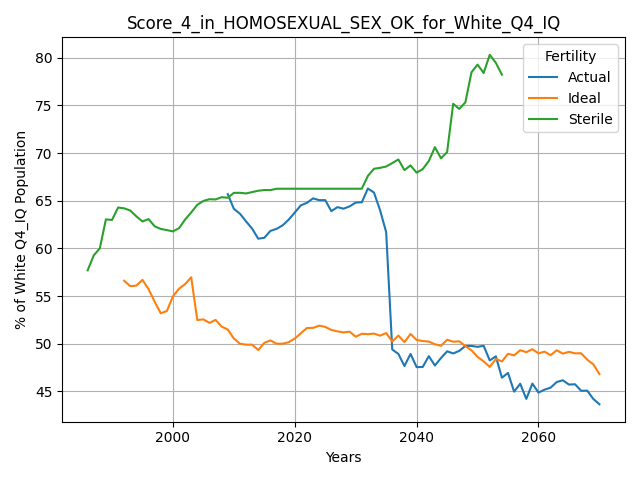 Score_4_in_HOMOSEXUAL_SEX_OK_for_White_Q4_IQ
Fertility
Actual
Ideal
Sterile
% of White Q4_IQ Population
80
75
70
65
60
55
50
45
2000
2020
2040
2060
Years